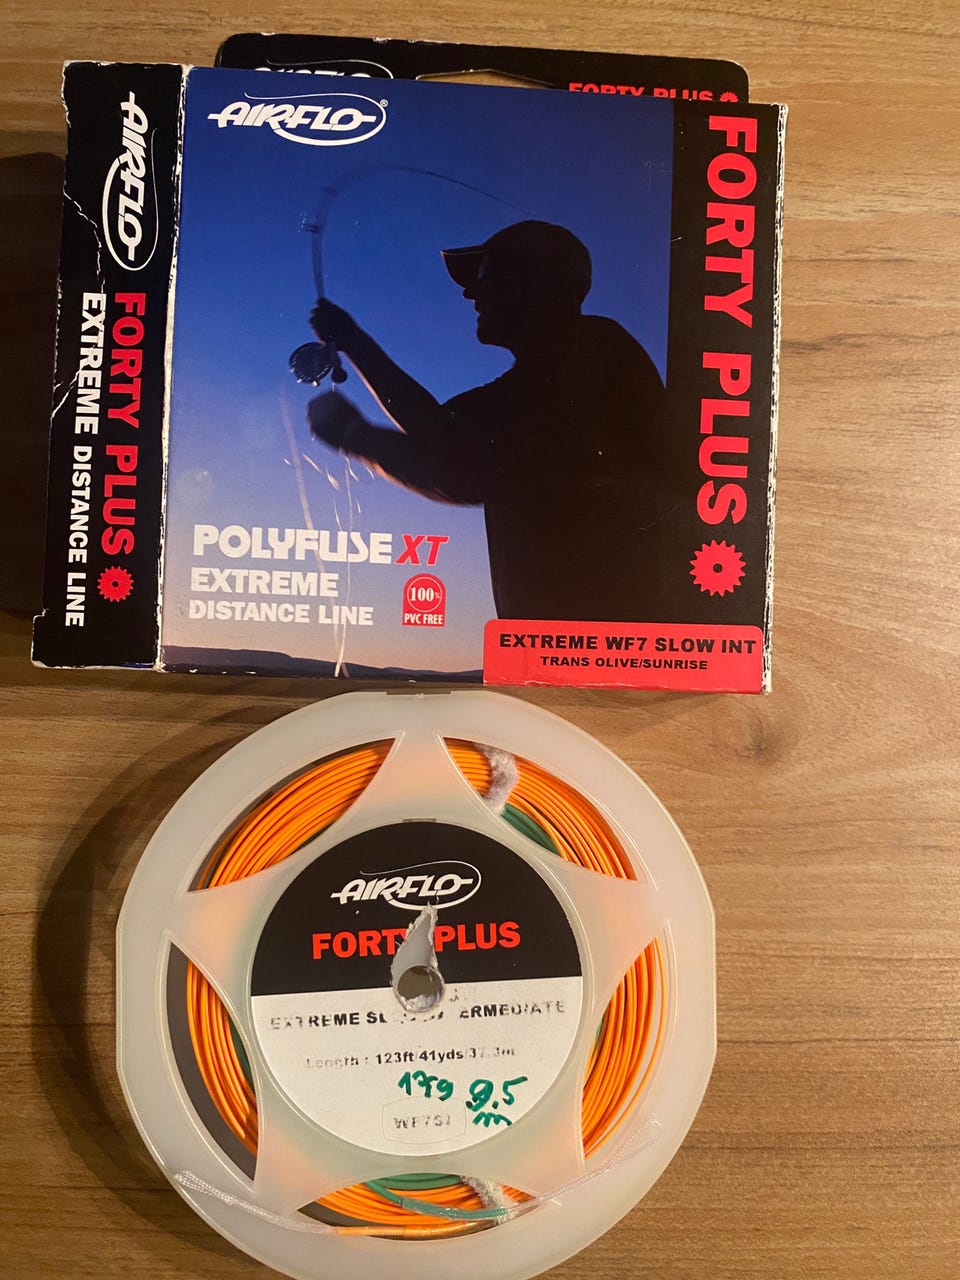 FORTY PLUS
AIRFLO
FORTY PLUS
EXTREME DISTANCE LINE
AIRFLO®
FORTY PLUS
POLYFUSE XT
EXTREME
DISTANCE LINE
100%
PVC FREE
EXTREME WF7 SLOW INT
TRANS OLIVE/SUNRISE
AIRFLO
FORTY PLUS
EXTREME
Length : 123ft/41yds/37.3m
17g 9.5
m
WF7SI